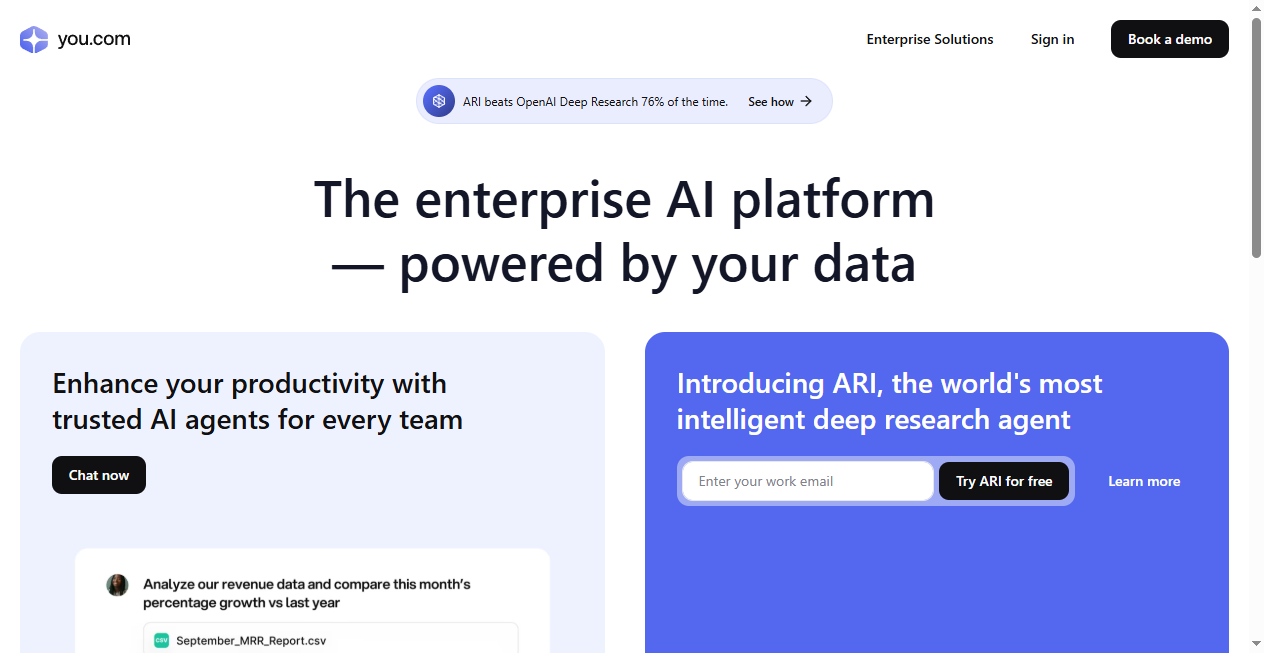 you.com
Enterprise Solutions
Sign in
Book a demo
ARI beats OpenAI Deep Research 76% of the time.
See how →
The enterprise AI platform
— powered by your data
Enhance your productivity with
trusted AI agents for every team
Chat now
Analyze our revenue data and compare this month's
percentage growth vs last year
CSV
September_MRR_Report.csv
Introducing ARI, the world's most
intelligent deep research agent
Enter your work email
Try ARI for free
Learn more